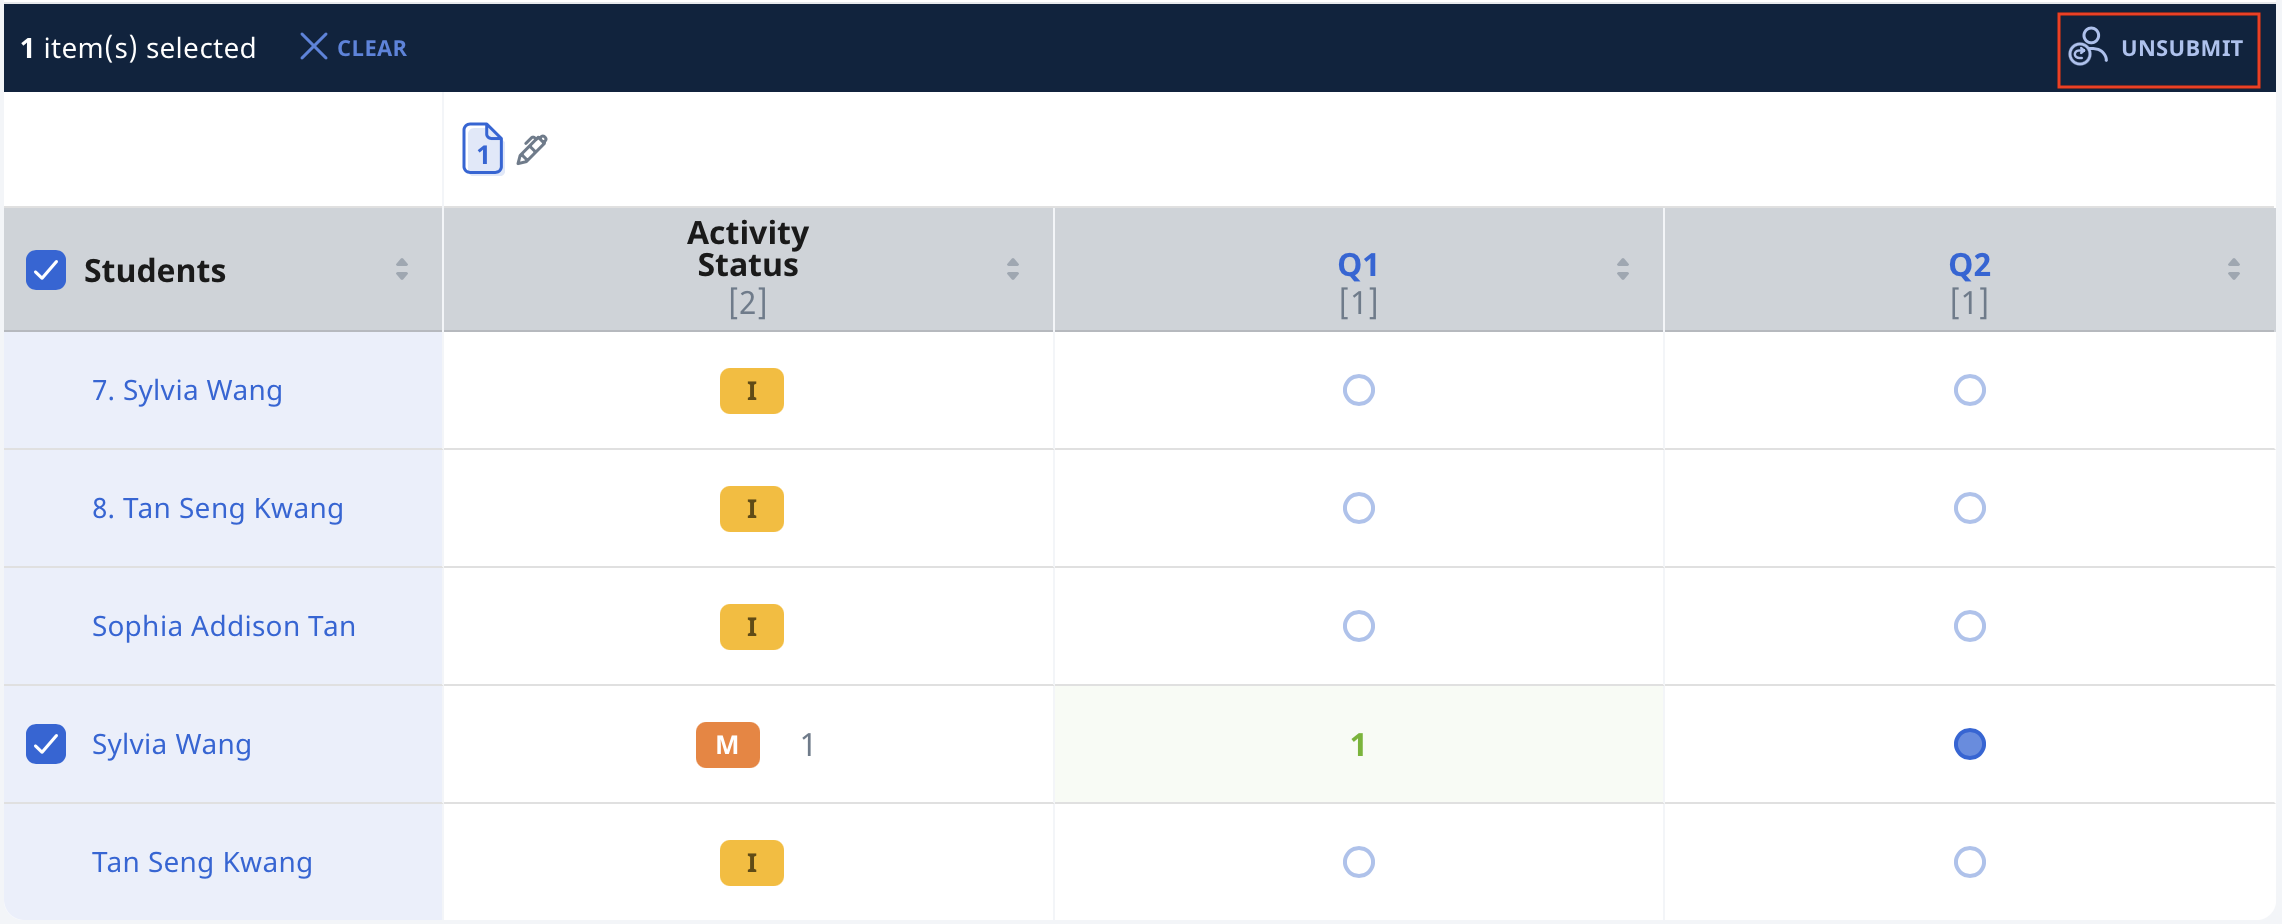 1 item(s) selected CLEAR UNSUBMIT
1
Students Activity Status [2] Q1 [1] Q2 [1]
7. Sylvia Wang I
8. Tan Seng Kwang I
Sophia Addison Tan I
Sylvia Wang M 1 1
Tan Seng Kwang I